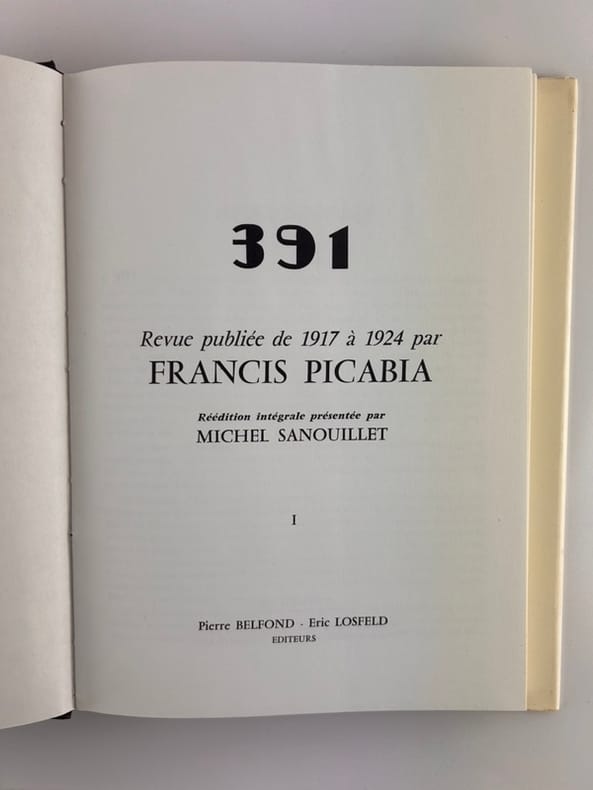 391
Revue publiée de 1917 à 1924 par
FRANCIS PICABIA
Réédition intégrale présentée par
MICHEL SANOUILLET
I
Pierre BELFOND · Eric LOSFELD
EDITEURS